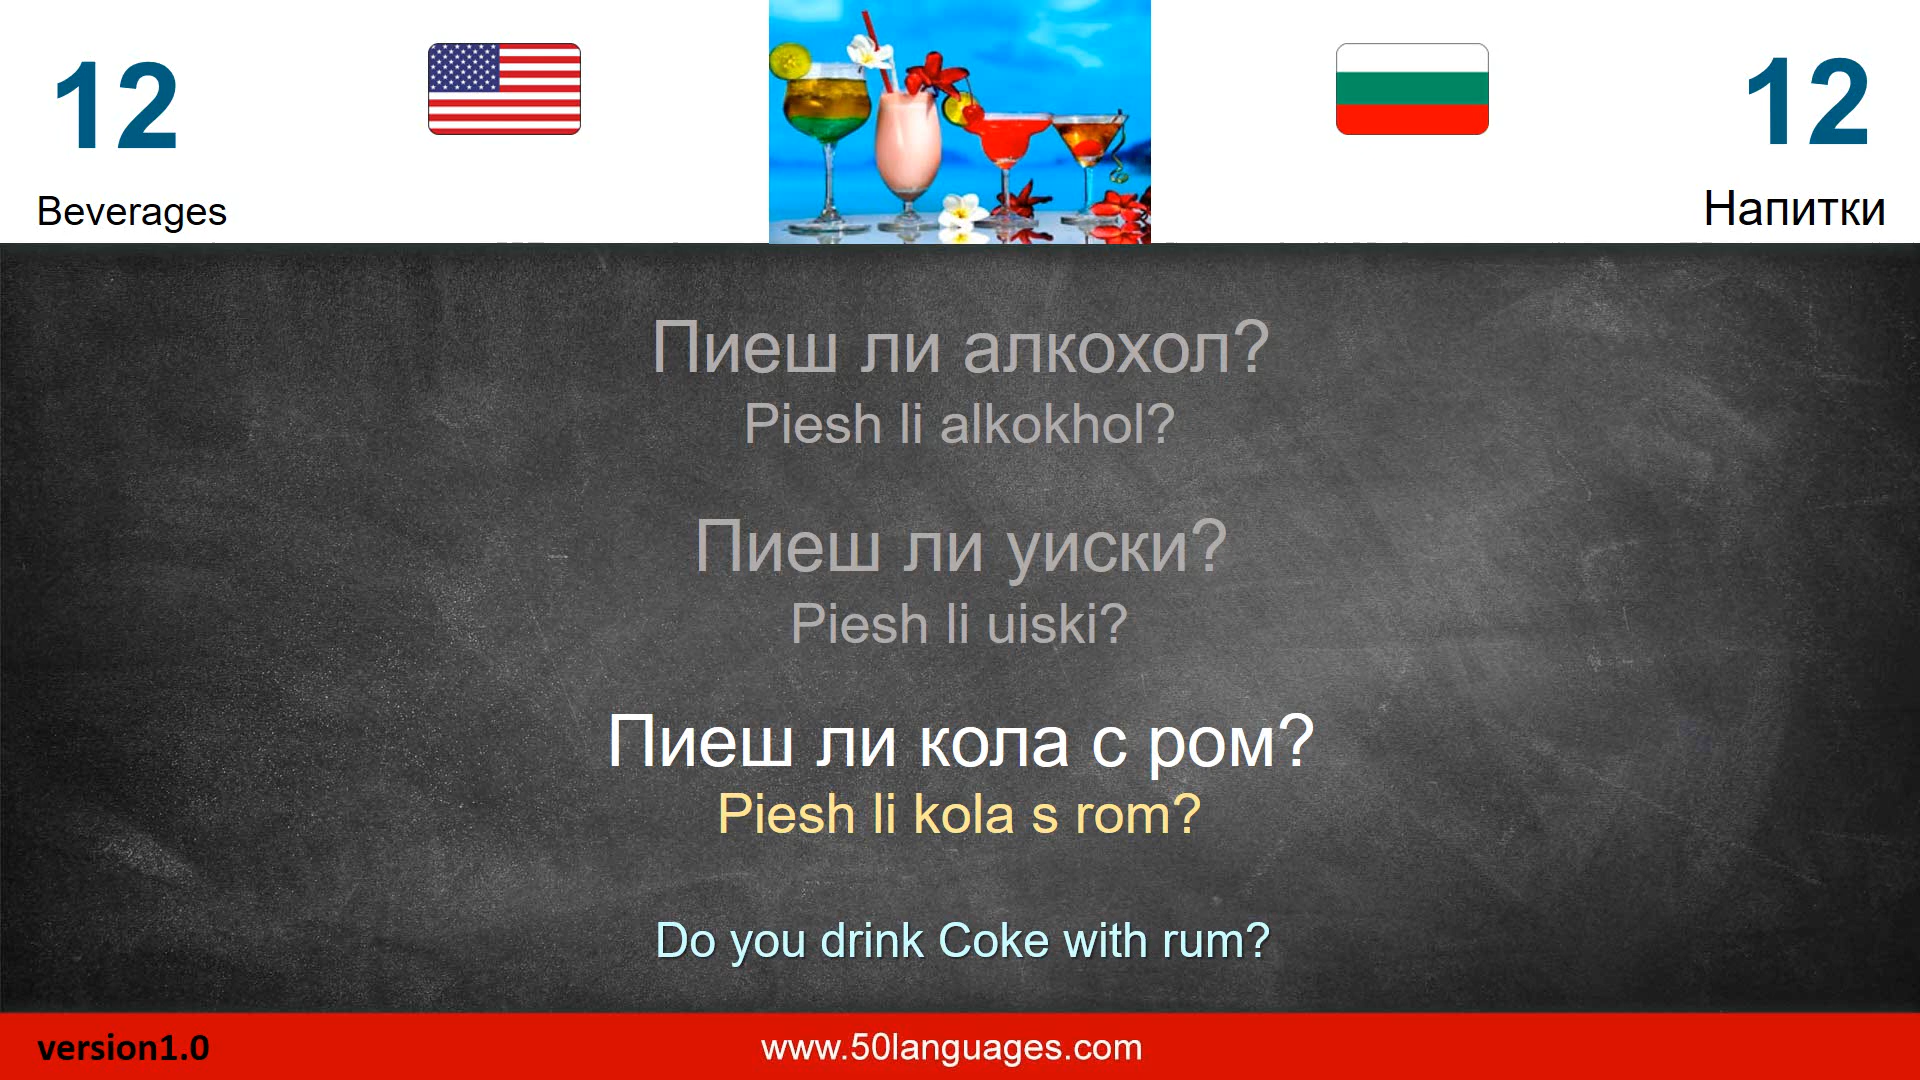 12
12
Beverages
Напитки
Пиеш ли алкохол?
Piesh li alkokhol?
Пиеш ли уиски?
Piesh li uiski?
Пиеш ли кола с ром?
Piesh li kola s rom?
Do you drink Coke with rum?
version1.0
www.50languages.com